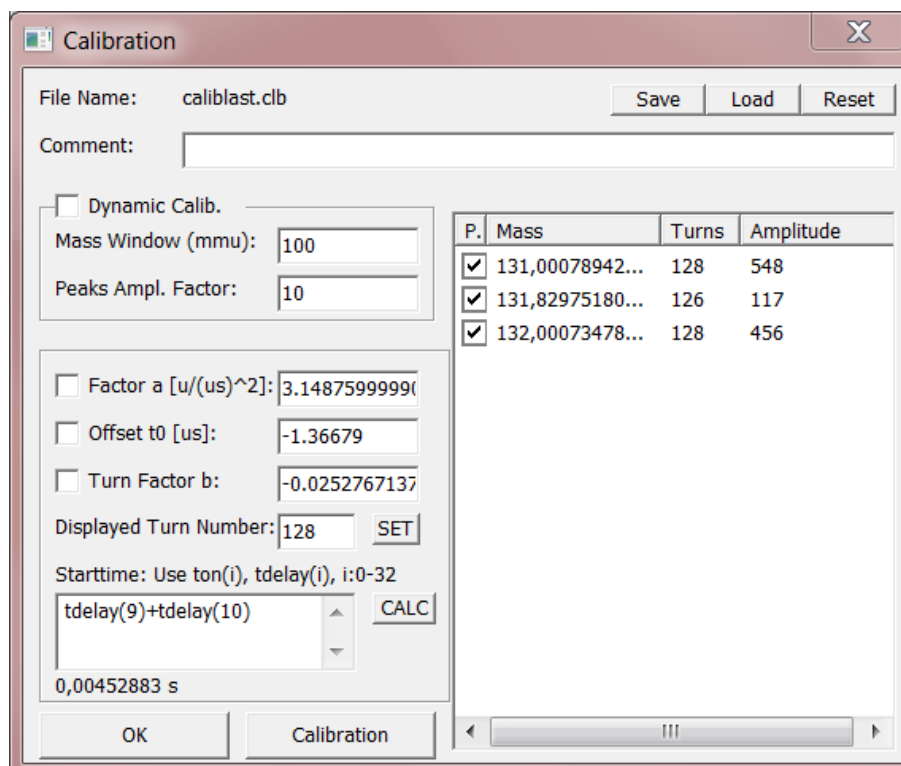 Calibration
File Name: caliblast.clb Save Load Reset
Comment:
Dynamic Calib.
Mass Window (mmu): 100
Peaks Ampl. Factor: 10
P. Mass Turns Amplitude
131,00078942... 128 548
131,82975180... 126 117
132,00073478... 128 456
Factor a [u/(us)^2]: 3.1487599999(
Offset t0 [us]: -1.36679
Turn Factor b: -0.0252767137
Displayed Turn Number: 128 SET
Starttime: Use ton(i), tdelay(i), i:0-32
tdelay(9)+tdelay(10) CALC
0,00452883 s
OK Calibration